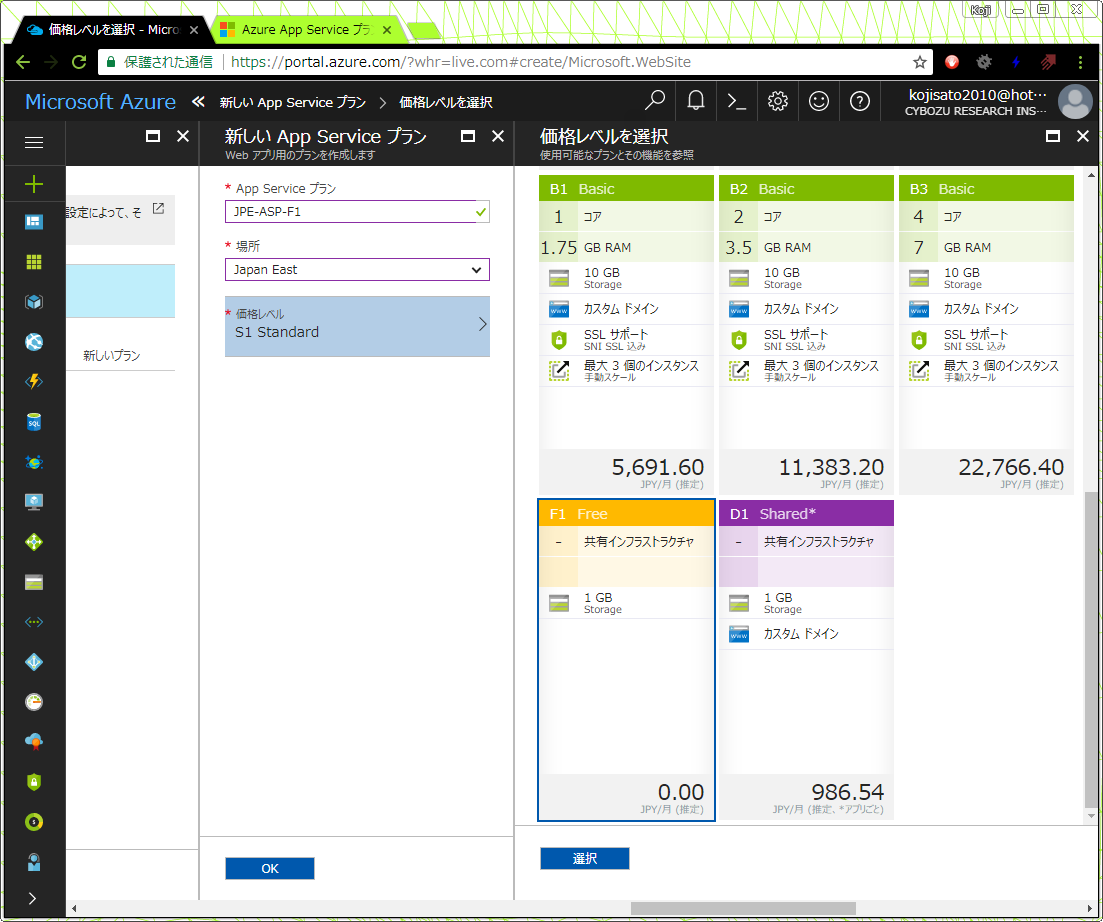 Koji
価格レベルを選択 - Micro
Azure App Service プラ
保護された通信
https://portal.azure.com/?whr=live.com#create/Microsoft.WebSite
Microsoft Azure
新しい App Service プラン
価格レベルを選択
kojisato2010@hot…
CYBOZU RESEARCH INS…
設定によって、そ
新しいプラン
新しい App Service プラン
Web アプリ用のプランを作成します
* App Service プラン
JPE-ASP-F1
* 場所
Japan East
* 価格レベル
S1 Standard
OK
価格レベルを選択
使用可能なプランとその機能を参照
B1 Basic
1 コア
1.75 GB RAM
10 GB
Storage
カスタム ドメイン
SSL サポート
SNI SSL 込み
最大 3 個のインスタンス
手動スケール
5,691.60
JPY/月 (推定)
B2 Basic
2 コア
3.5 GB RAM
10 GB
Storage
カスタム ドメイン
SSL サポート
SNI SSL 込み
最大 3 個のインスタンス
手動スケール
11,383.20
JPY/月 (推定)
B3 Basic
4 コア
7 GB RAM
10 GB
Storage
カスタム ドメイン
SSL サポート
SNI SSL 込み
最大 3 個のインスタンス
手動スケール
22,766.40
JPY/月 (推定)
F1 Free
- 共有インフラストラクチャ
1 GB
Storage
0.00
JPY/月 (推定)
D1 Shared*
- 共有インフラストラクチャ
1 GB
Storage
カスタム ドメイン
986.54
JPY/月 (推定、*アプリごと)
選択